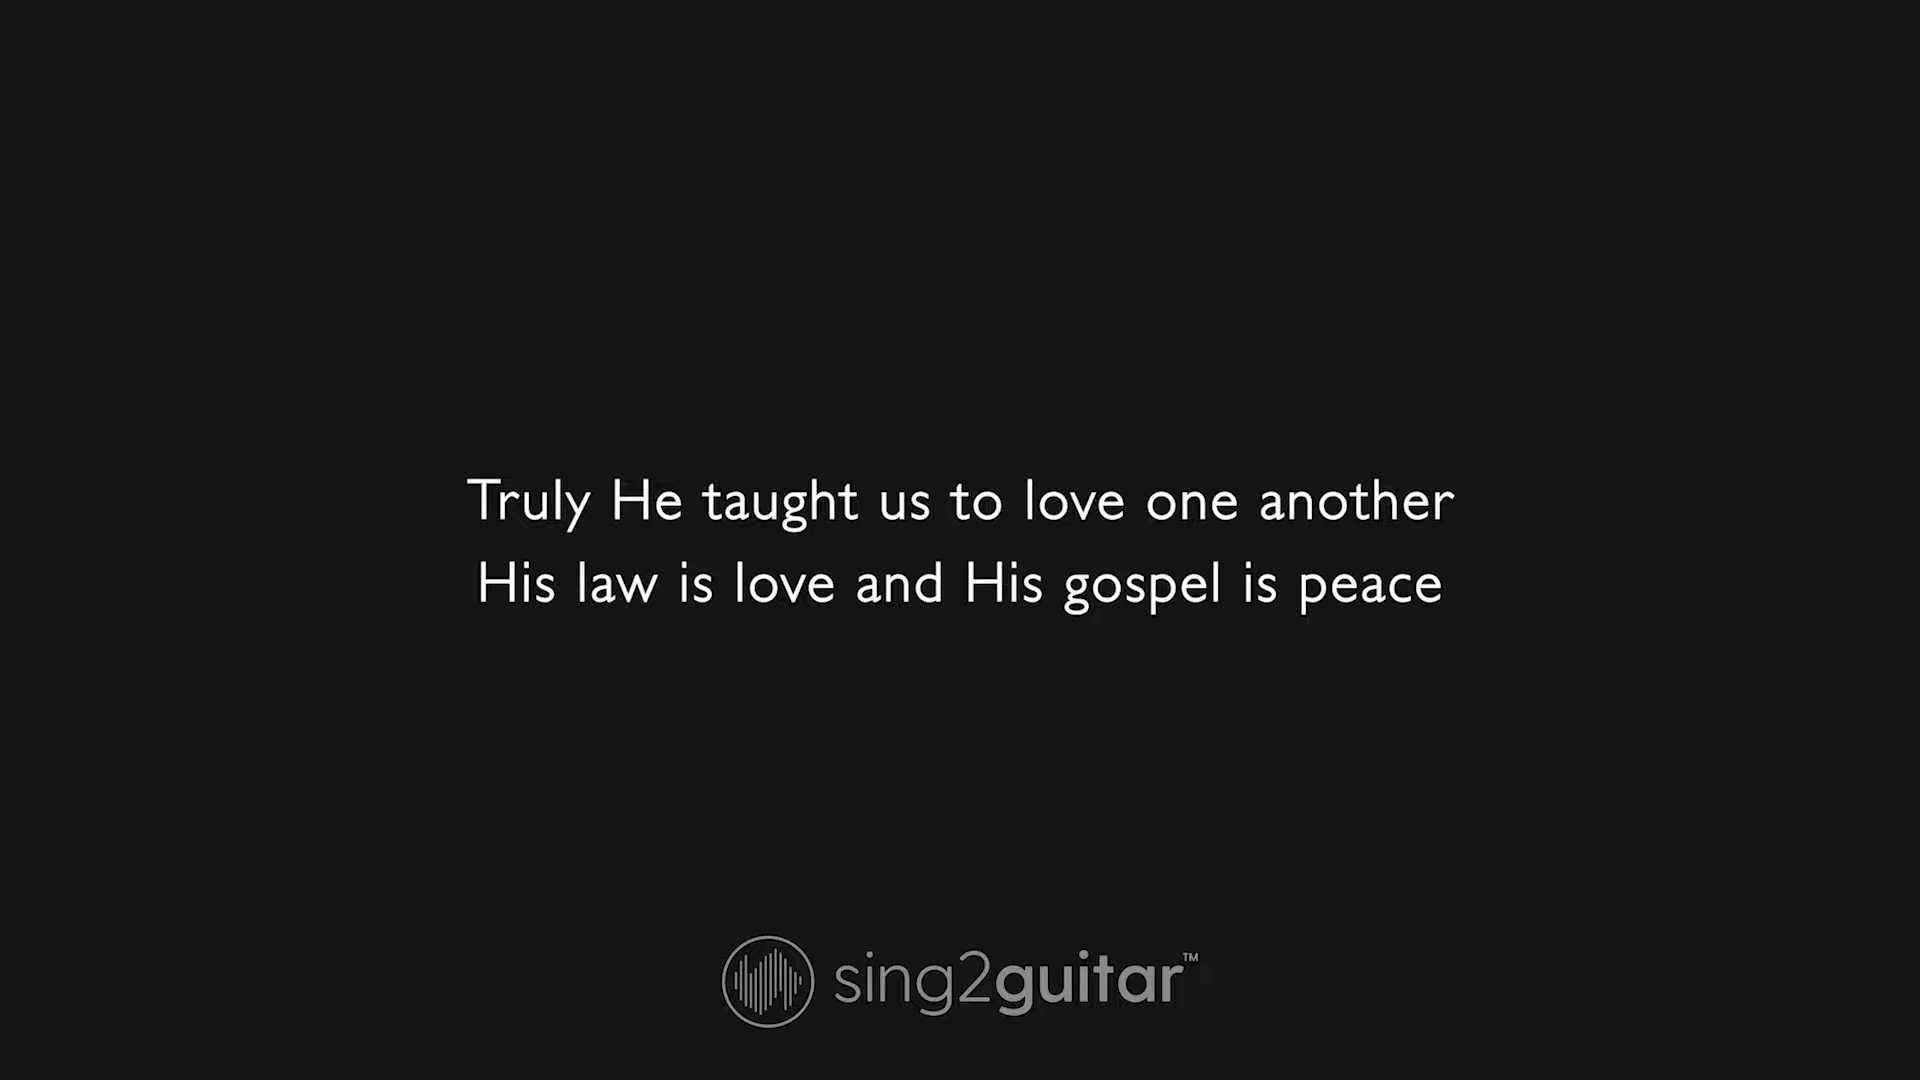 Truly He taught us to love one another
His law is love and His gospel is peace
sing2guitar™